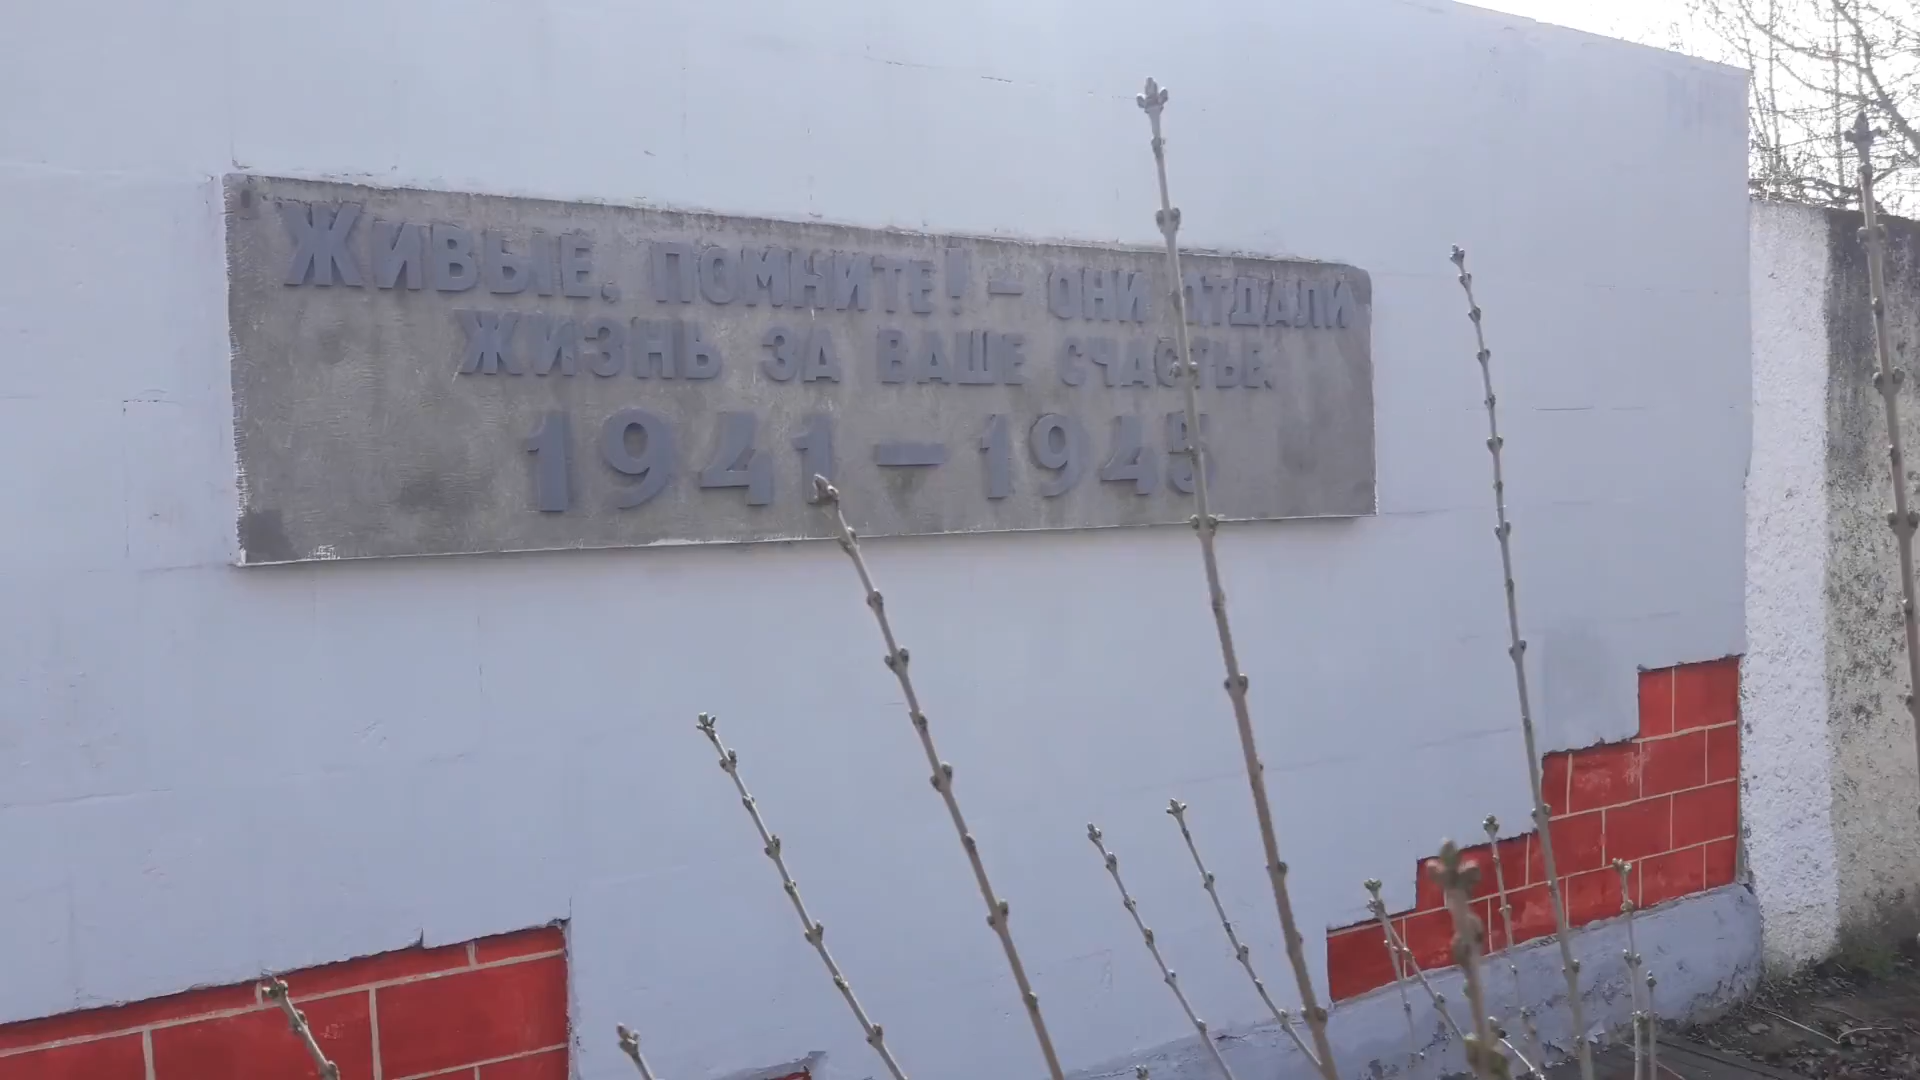 Живые, помните! – они отдали
жизнь за ваше счастье.
1941 – 1945